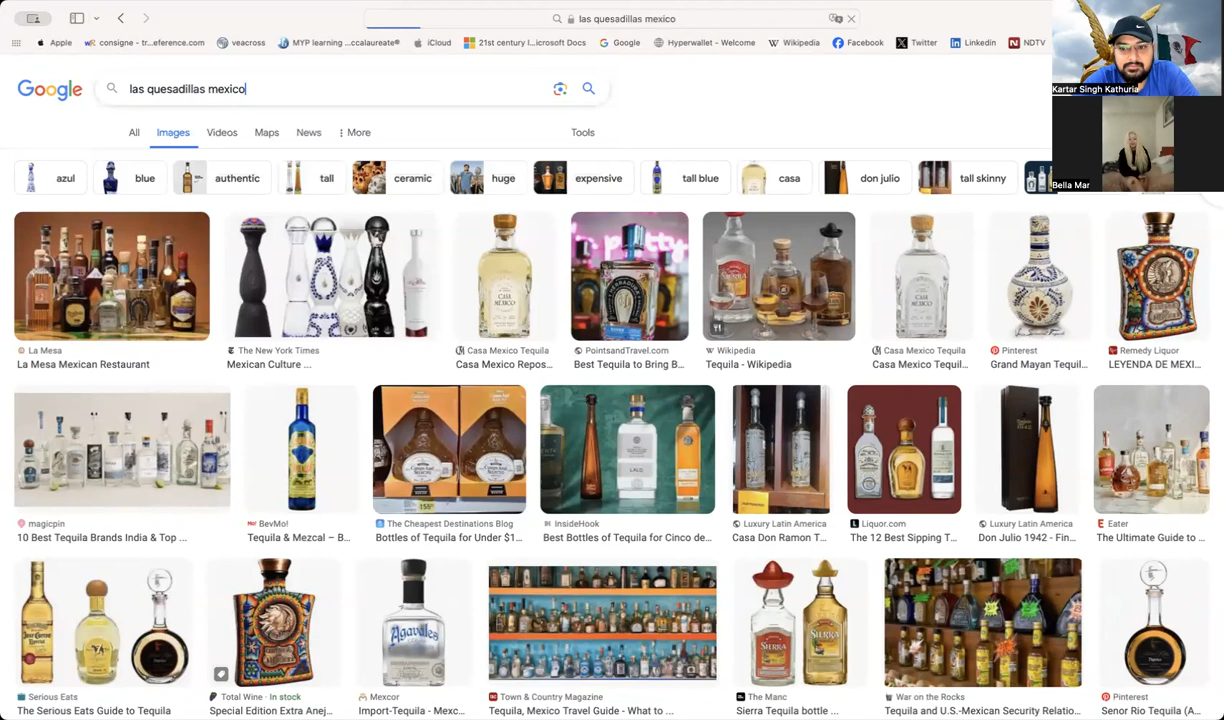 las quesadillas mexico
Apple
consigne - tr...eference.com
veacross
MYP learning ...ccalaureate®
iCloud
21st century l...icrosoft Docs
Google
Hyperwallet - Welcome
Wikipedia
Facebook
Twitter
Linkedin
NDTV
Kartar Singh Kathuria
Bella Mar
Google
las quesadillas mexico
All
Images
Videos
Maps
News
More
Tools
azul
blue
authentic
tall
ceramic
huge
expensive
tall blue
casa
don julio
tall skinny
La Mesa
La Mesa Mexican Restaurant
The New York Times
Mexican Culture ...
Casa Mexico Tequila
Casa Mexico Repos...
PointsandTravel.com
Best Tequila to Bring B...
Wikipedia
Tequila - Wikipedia
Casa Mexico Tequila
Casa Mexico Tequil...
Pinterest
Grand Mayan Tequil...
Remedy Liquor
LEYENDA DE MEXI...
magicpin
10 Best Tequila Brands India & Top ...
BevMo!
Tequila & Mezcal – B...
The Cheapest Destinations Blog
Bottles of Tequila for Under $1...
InsideHook
Best Bottles of Tequila for Cinco de...
Luxury Latin America
Casa Don Ramon T...
Liquor.com
The 12 Best Sipping T...
Luxury Latin America
Don Julio 1942 - Fin...
Eater
The Ultimate Guide to ...
Serious Eats
The Serious Eats Guide to Tequila
Total Wine · In stock
Special Edition Extra Anej...
Mexcor
Import-Tequila - Mexc...
Town & Country Magazine
Tequila, Mexico Travel Guide - What to ...
The Manc
Sierra Tequila bottle ...
War on the Rocks
Tequila and U.S.-Mexican Security Relatio...
Pinterest
Senor Rio Tequila (A...
CASA
MEXICO
SIERRA
CASA
MEXICO
LALO
Agavales
SIERRA
SIERRA